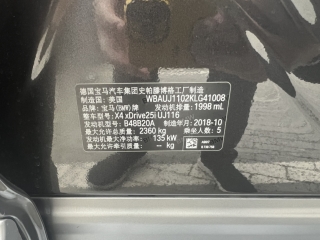 德国宝马汽车集团史帕滕博格工厂制造
制造国: 美国 WBAUJ1102KLG41008
品牌: 宝马(BMW)牌 发动机排量: 1998 mL
整车型号: X4 xDrive25i UJ116
发动机型号: B48B20A 制造年月: 2018-10
最大允许总质量: 2360 kg 乘坐人数: 5
发动机最大净功率: 135 kW
最大允许牵引质量: -- kg